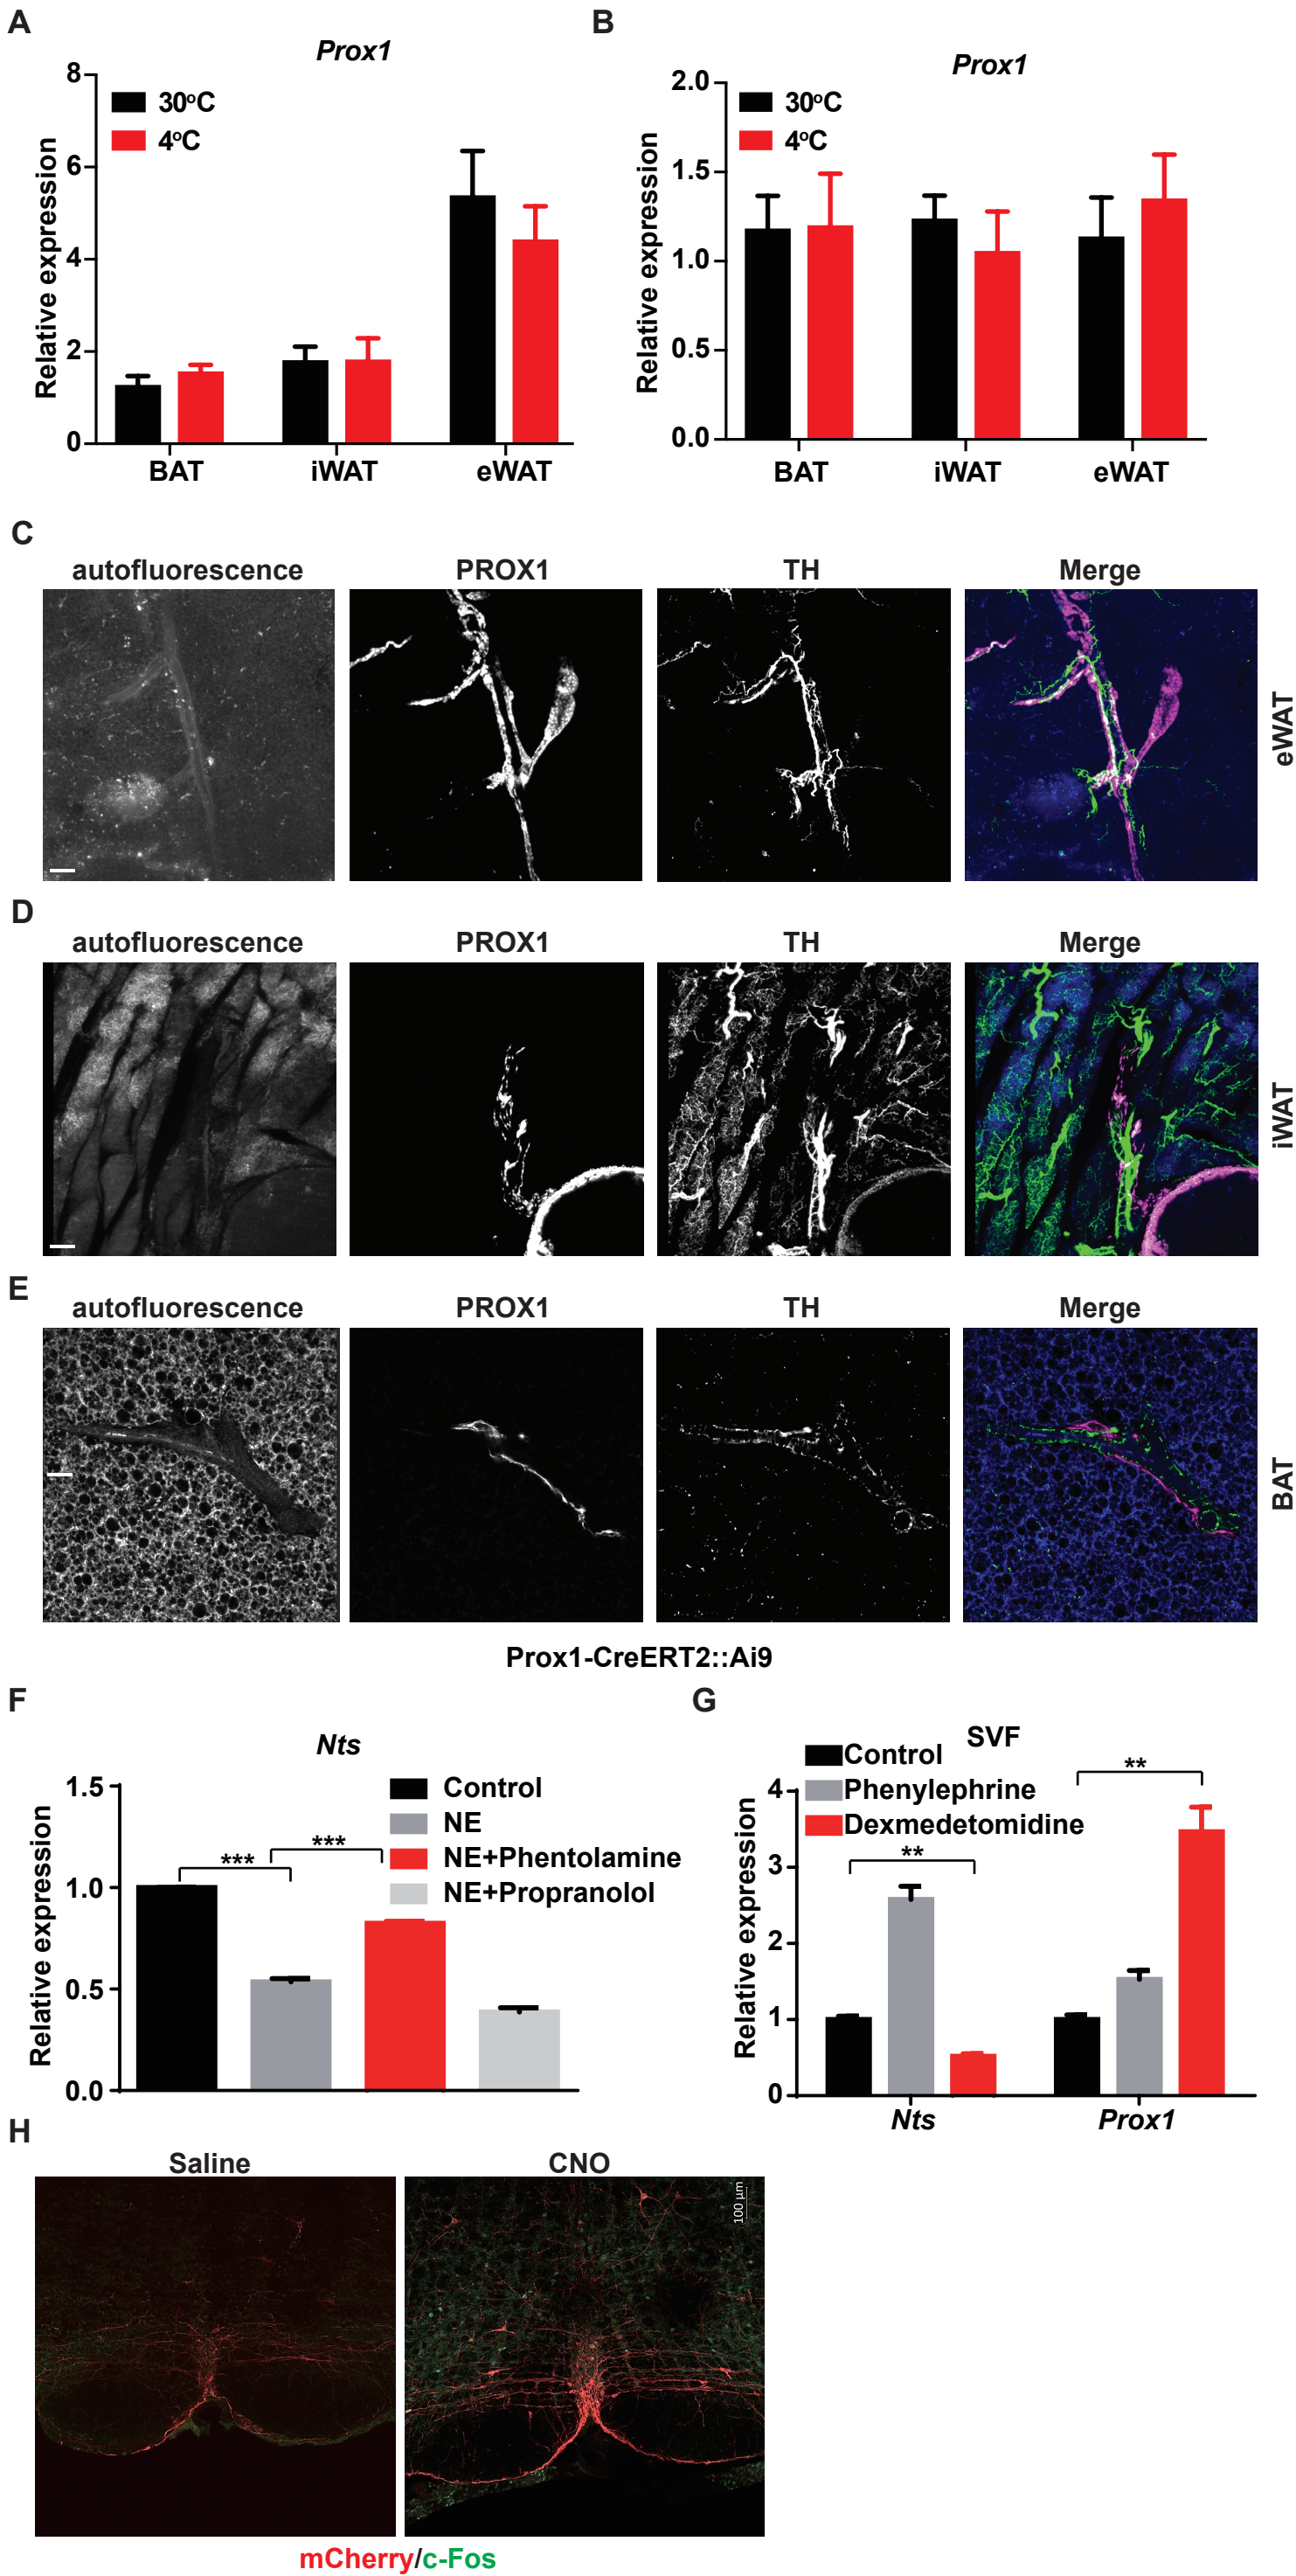 A
B
Prox1
Prox1
8
6
4
2
0
Relative expression
30°C
4°C
BAT
iWAT
eWAT
2.0
1.5
1.0
0.5
0.0
Relative expression
30°C
4°C
BAT
iWAT
eWAT
C
autofluorescence
PROX1
TH
Merge
eWAT
D
autofluorescence
PROX1
TH
Merge
iWAT
E
autofluorescence
PROX1
TH
Merge
BAT
Prox1-CreERT2::Ai9
F
Nts
1.5
1.0
0.5
0.0
Relative expression
Control
NE
NE+Phentolamine
NE+Propranolol
***
***
G
SVF
Control
Phenylephrine
Dexmedetomidine
4
3
2
1
0
Relative expression
**
**
Nts
Prox1
H
Saline
CNO
100 µm
mCherry/c-Fos